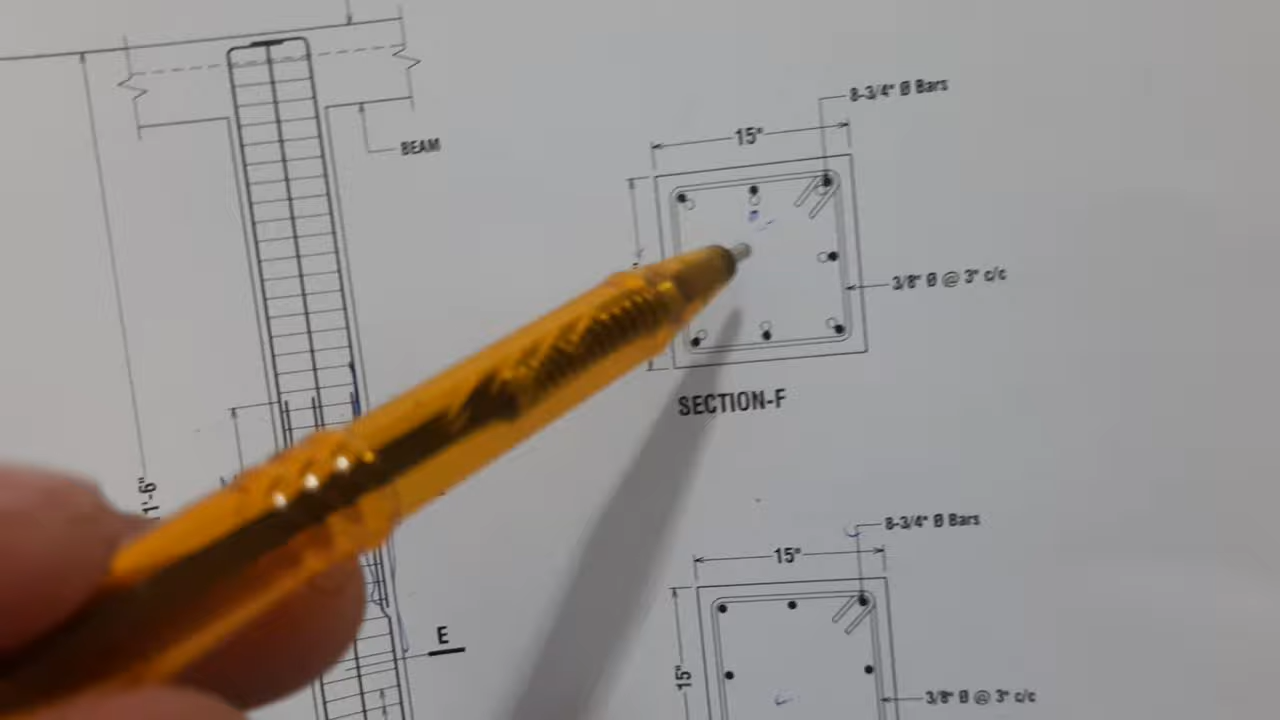 8-3/4" Ø Bars
15"
BEAM
3/8" Ø @ 3" c/c
SECTION-F
1'-6"
8-3/4" Ø Bars
15"
E
15"
3/8" Ø @ 3" c/c